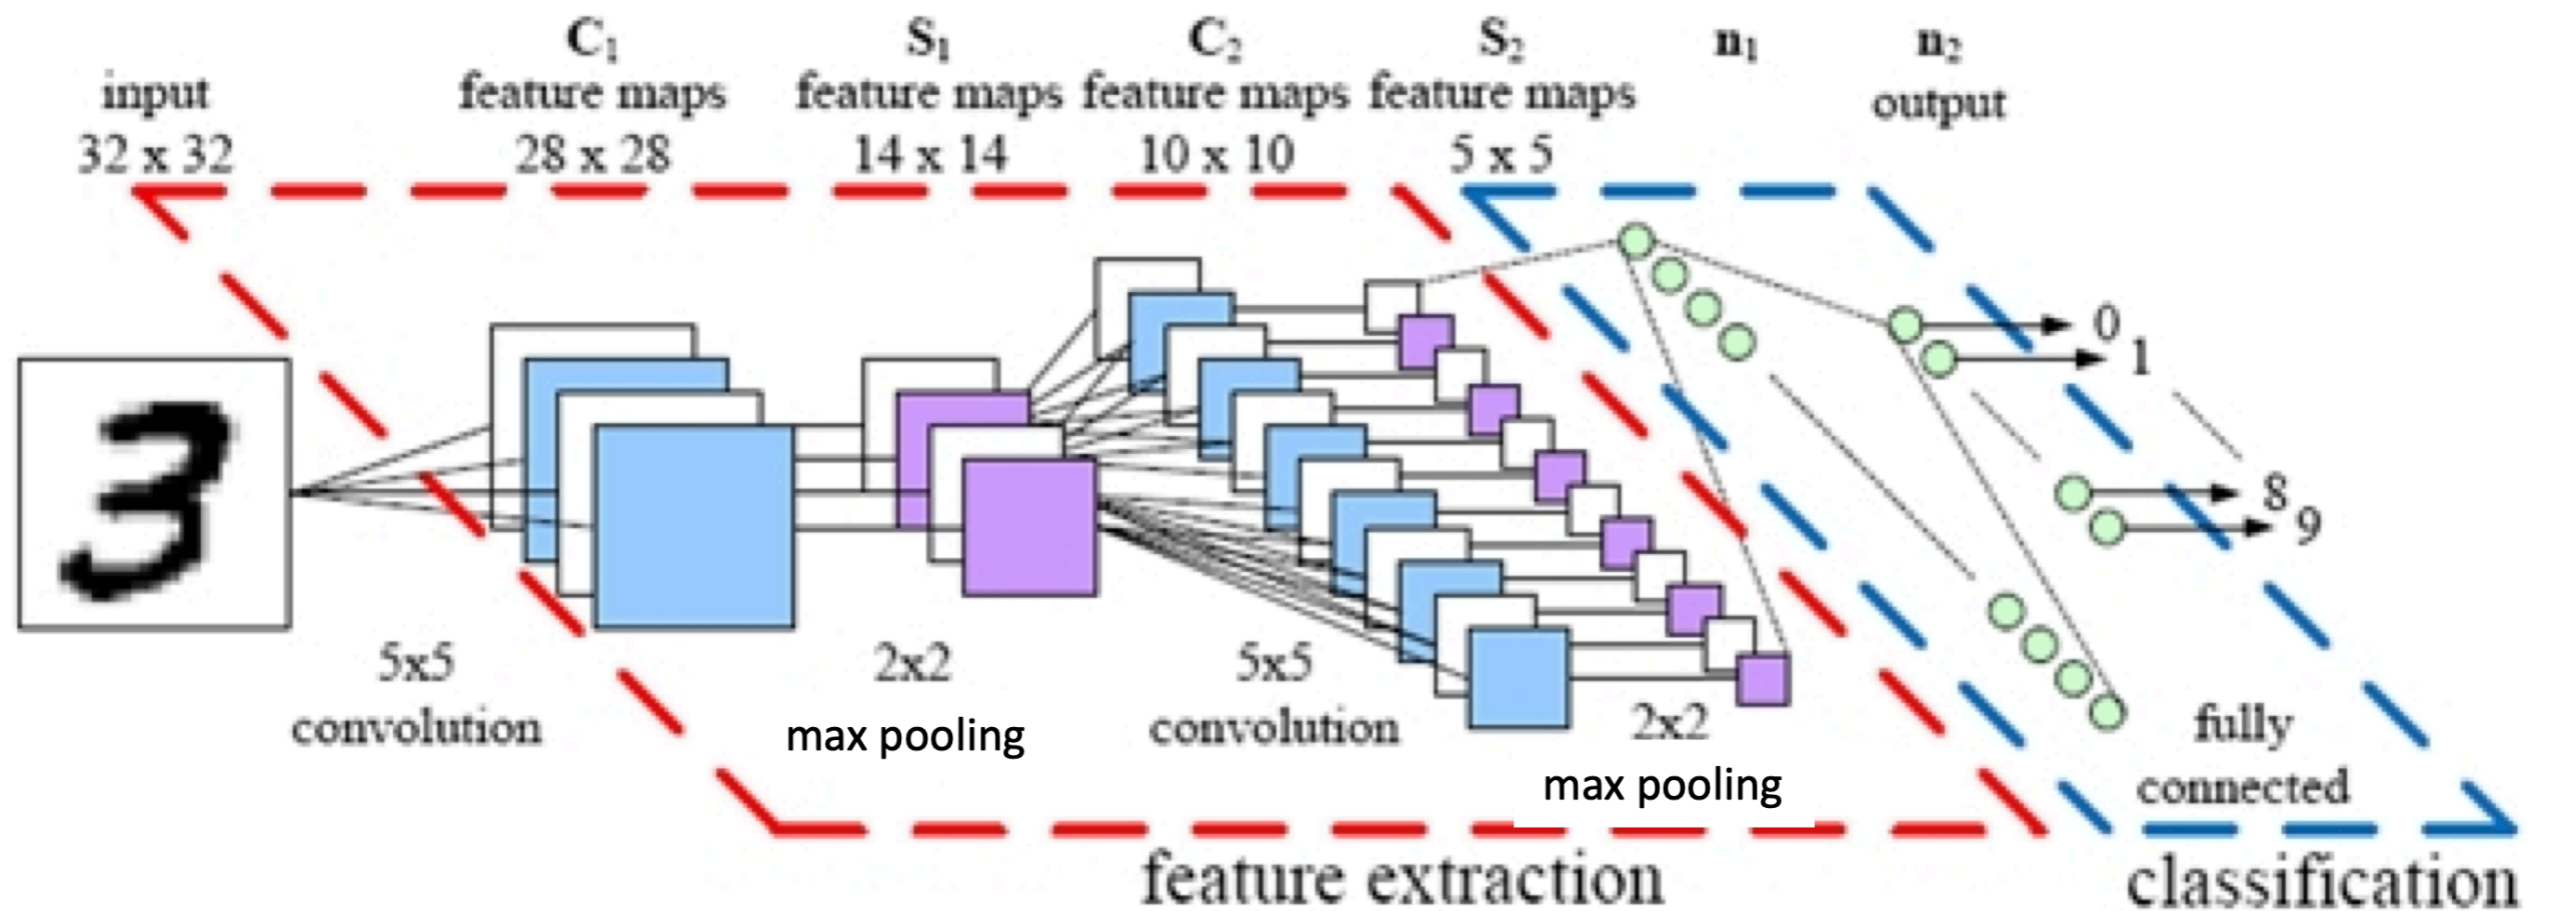 input
32 x 32
C1
feature maps
28 x 28
S1
feature maps
14 x 14
C2
feature maps
10 x 10
S2
feature maps
5 x 5
n1
n2
output
0
1
8
9
5x5
convolution
2x2
max pooling
5x5
convolution
2x2
max pooling
fully
connected
feature extraction
classification
3